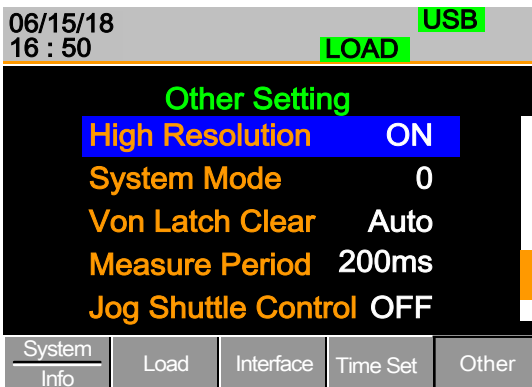 06/15/18 USB
16 : 50 LOAD
Other Setting
High Resolution ON
System Mode 0
Von Latch Clear Auto
Measure Period 200ms
Jog Shuttle Control OFF
System Info Load Interface Time Set Other